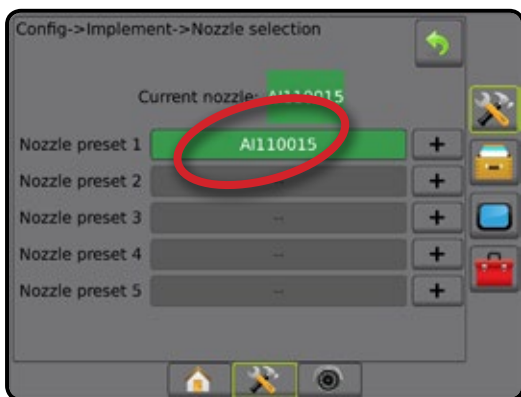 Config->Implement->Nozzle selection
Current nozzle: AI110015
Nozzle preset 1 AI110015 +
Nozzle preset 2 -- +
Nozzle preset 3 -- +
Nozzle preset 4 -- +
Nozzle preset 5 -- +